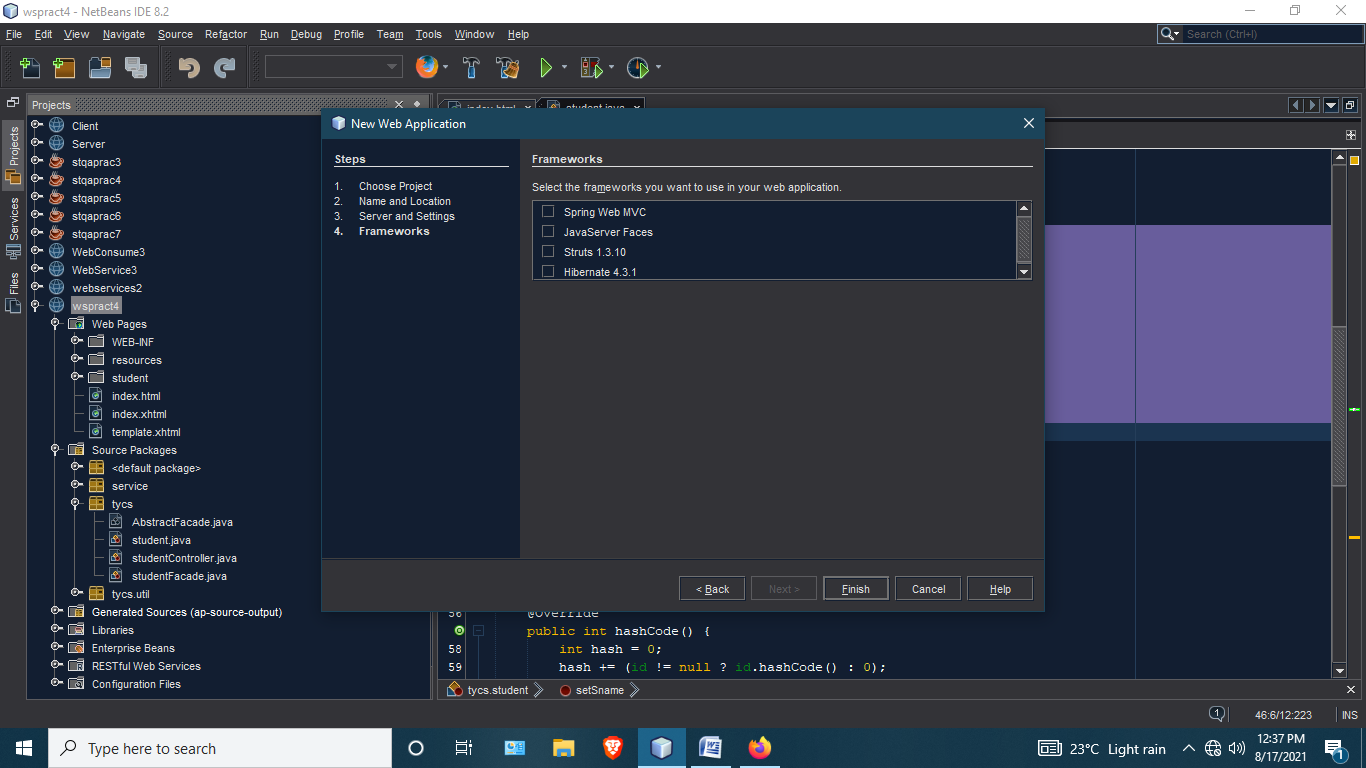 wspract4 - NetBeans IDE 8.2
File Edit View Navigate Source Refactor Run Debug Profile Team Tools Window Help
Search (Ctrl+I)
Projects
index.html
student.java
Projects
Services
Files
Client
Server
stqaprac3
stqaprac4
stqaprac5
stqaprac6
stqaprac7
WebConsume3
WebService3
webservices2
wspract4
Web Pages
WEB-INF
resources
student
index.html
index.xhtml
template.xhtml
Source Packages
<default package>
service
tycs
AbstractFacade.java
student.java
studentController.java
studentFacade.java
tycs.util
Generated Sources (ap-source-output)
Libraries
Enterprise Beans
RESTful Web Services
Configuration Files
New Web Application
Steps
1. Choose Project
2. Name and Location
3. Server and Settings
4. Frameworks
Frameworks
Select the frameworks you want to use in your web application.
Spring Web MVC
JavaServer Faces
Struts 1.3.10
Hibernate 4.3.1
< Back Next > Finish Cancel Help
56 @Override
public int hashCode() {
58 int hash = 0;
59 hash += (id != null ? id.hashCode() : 0);
tycs.student setSname
1 46:6/12:223 INS
Type here to search
23°C Light rain
12:37 PM
8/17/2021
1